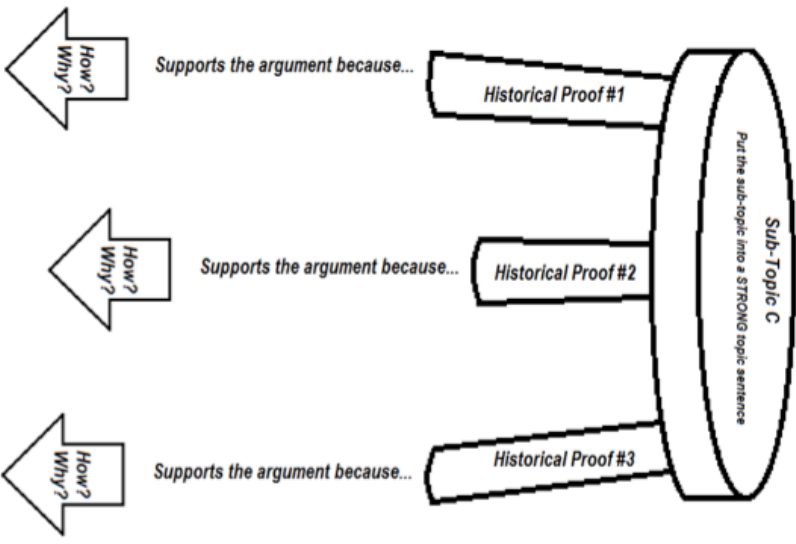 Sub-Topic C
Put the sub-topic into a STRONG topic sentence
Historical Proof #1
Supports the argument because...
How?
Why?
Historical Proof #2
Supports the argument because...
How?
Why?
Historical Proof #3
Supports the argument because...
How?
Why?